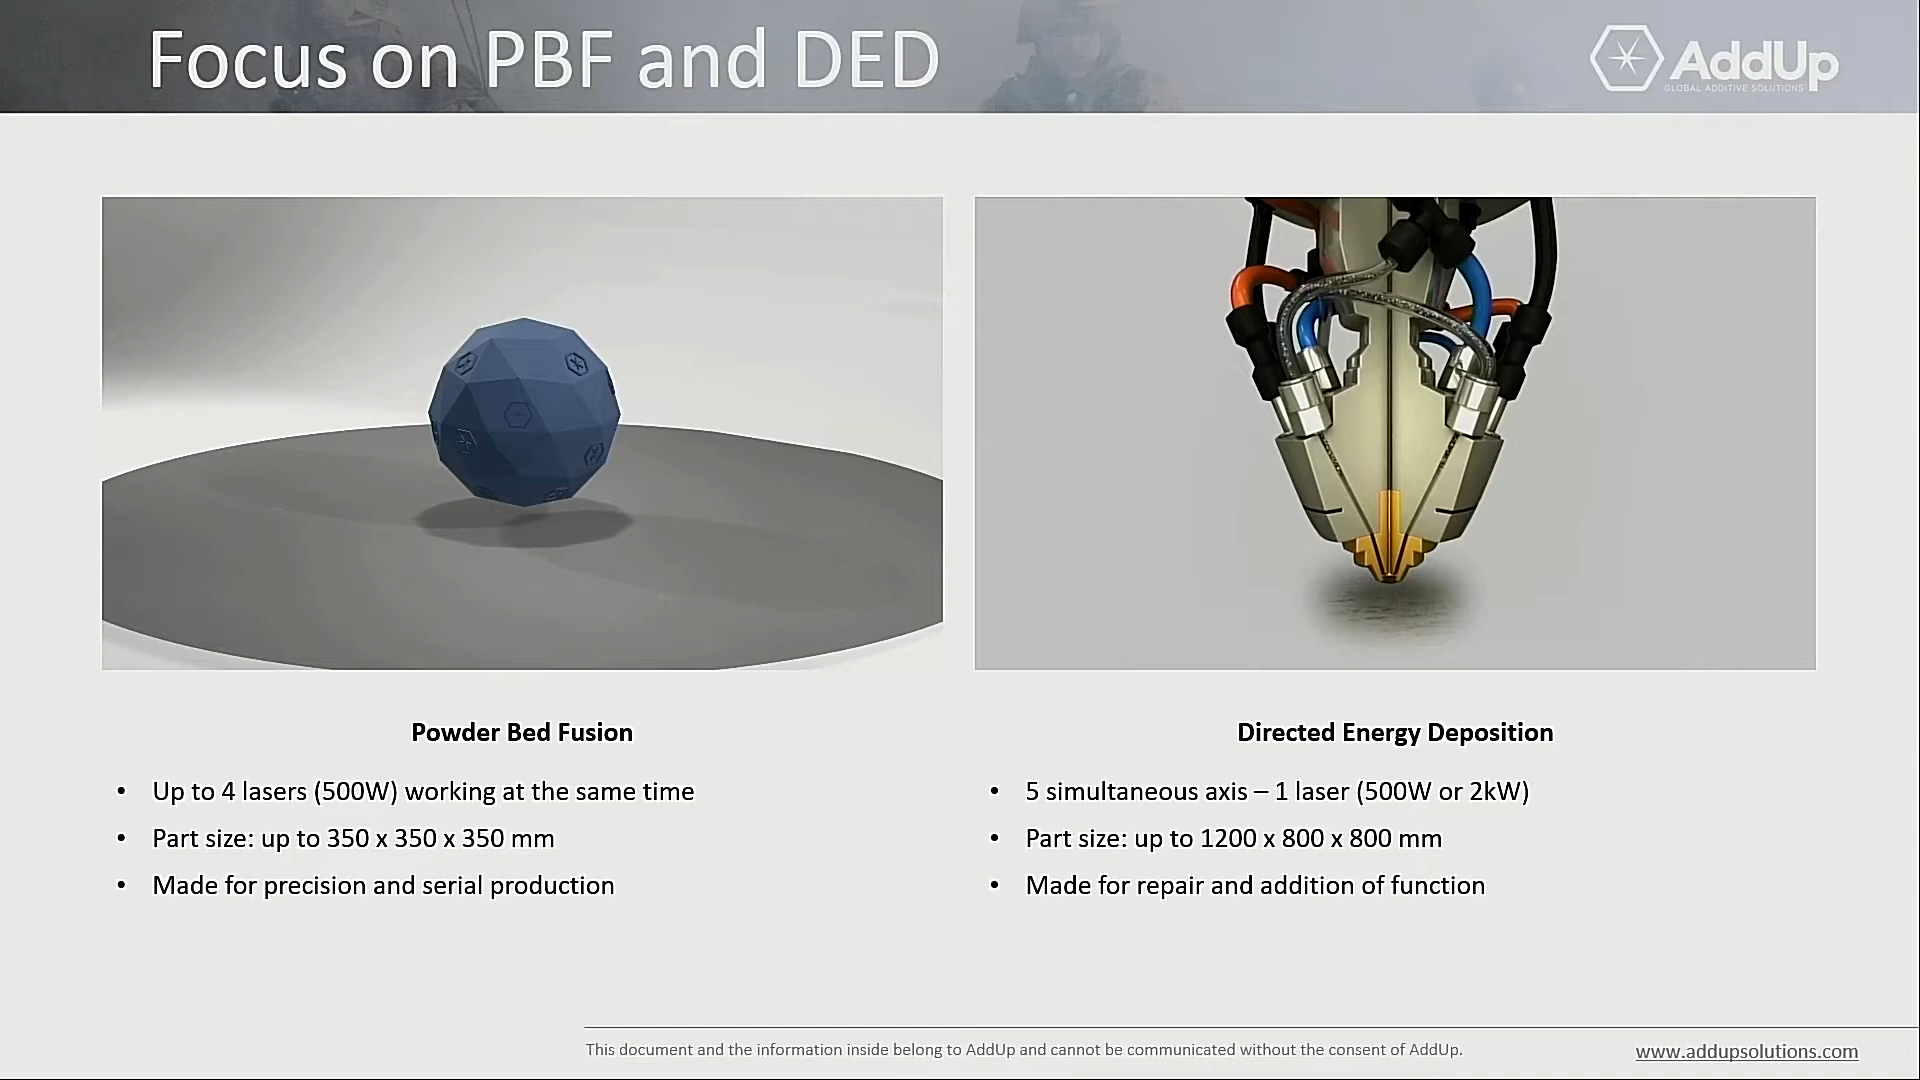 Focus on PBF and DED
AddUp
GLOBAL ADDITIVE SOLUTIONS
Powder Bed Fusion
• Up to 4 lasers (500W) working at the same time
• Part size: up to 350 x 350 x 350 mm
• Made for precision and serial production
Directed Energy Deposition
• 5 simultaneous axis – 1 laser (500W or 2kW)
• Part size: up to 1200 x 800 x 800 mm
• Made for repair and addition of function
This document and the information inside belong to AddUp and cannot be communicated without the consent of AddUp.
www.addupsolutions.com